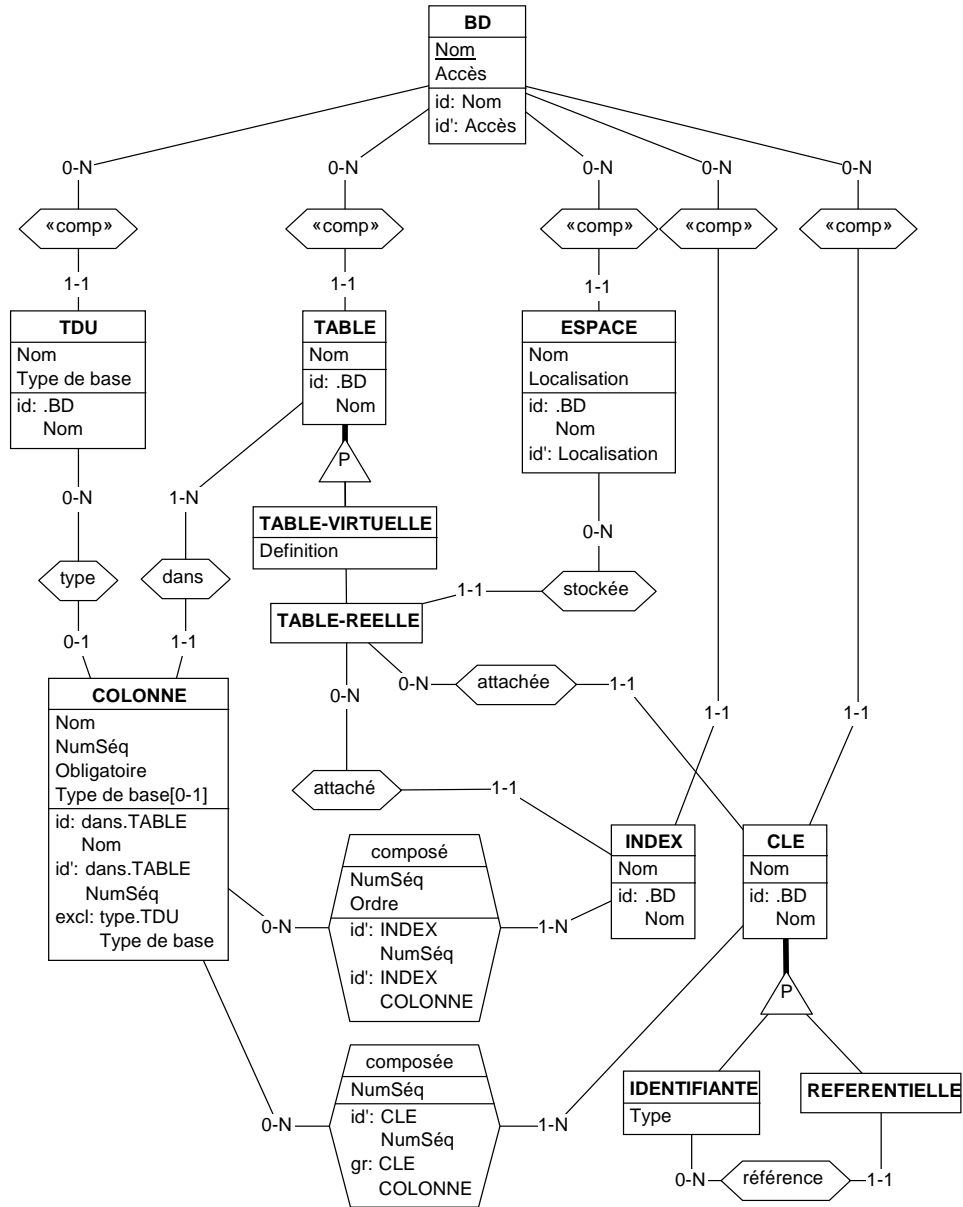 BD
Nom
Accès
id: Nom
id': Accès
0-N
0-N
0-N
0-N
0-N
«comp»
«comp»
«comp»
«comp»
«comp»
1-1
1-1
1-1
TDU
Nom
Type de base
id: .BD
Nom
TABLE
Nom
id: .BD
Nom
ESPACE
Nom
Localisation
id: .BD
Nom
id': Localisation
P
0-N
1-N
0-N
TABLE-VIRTUELLE
Definition
type
dans
1-1
stockée
TABLE-REELLE
0-1
1-1
0-N
0-N
attachée
1-1
1-1
1-1
COLONNE
Nom
NumSéq
Obligatoire
Type de base[0-1]
id: dans.TABLE
Nom
id': dans.TABLE
NumSéq
excl: type.TDU
Type de base
attaché
1-1
INDEX
Nom
id: .BD
Nom
CLE
Nom
id: .BD
Nom
composé
NumSéq
Ordre
id': INDEX
NumSéq
id': INDEX
COLONNE
0-N
1-N
P
composée
NumSéq
id': CLE
NumSéq
gr: CLE
COLONNE
0-N
1-N
IDENTIFIANTE
Type
REFERENTIELLE
0-N
référence
1-1